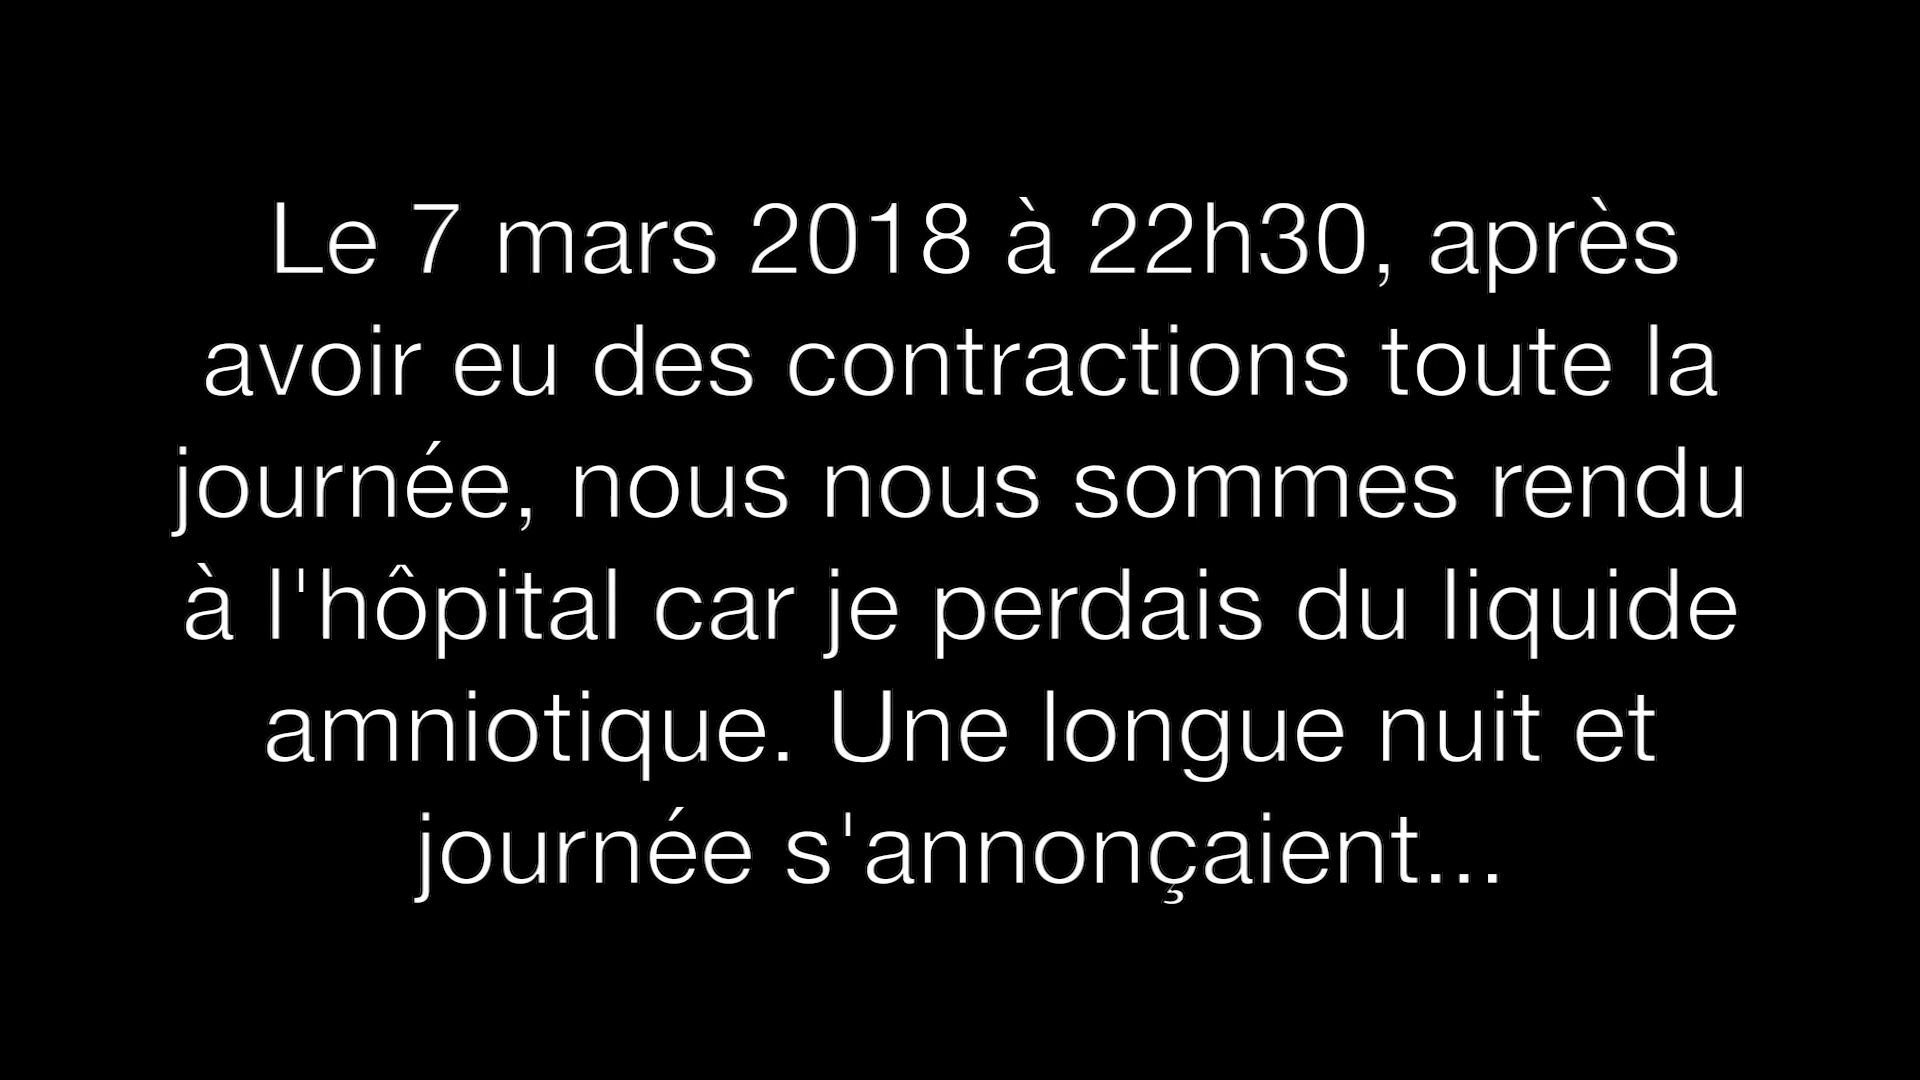 Le 7 mars 2018 à 22h30, après
avoir eu des contractions toute la
journée, nous nous sommes rendu
à l'hôpital car je perdais du liquide
amniotique. Une longue nuit et
journée s'annonçaient...